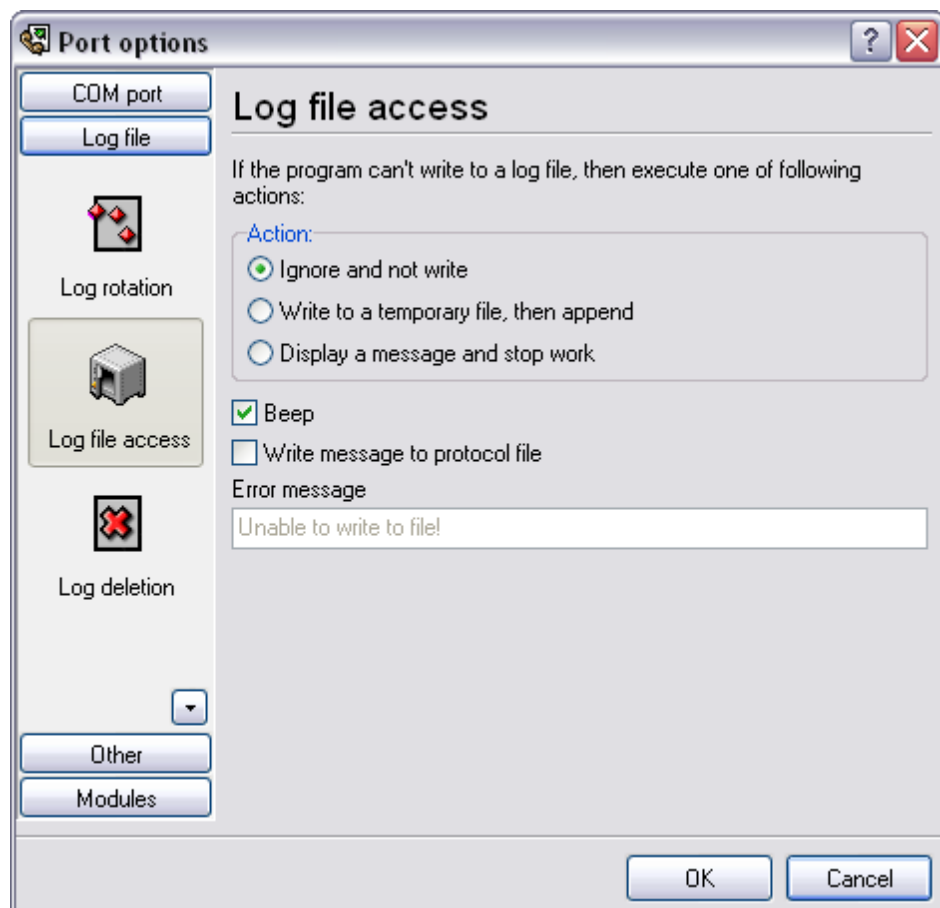 Port options
COM port
Log file
Log rotation
Log file access
Log deletion
Other
Modules
Log file access
If the program can't write to a log file, then execute one of following
actions:
Action:
Ignore and not write
Write to a temporary file, then append
Display a message and stop work
Beep
Write message to protocol file
Error message
Unable to write to file!
OK
Cancel